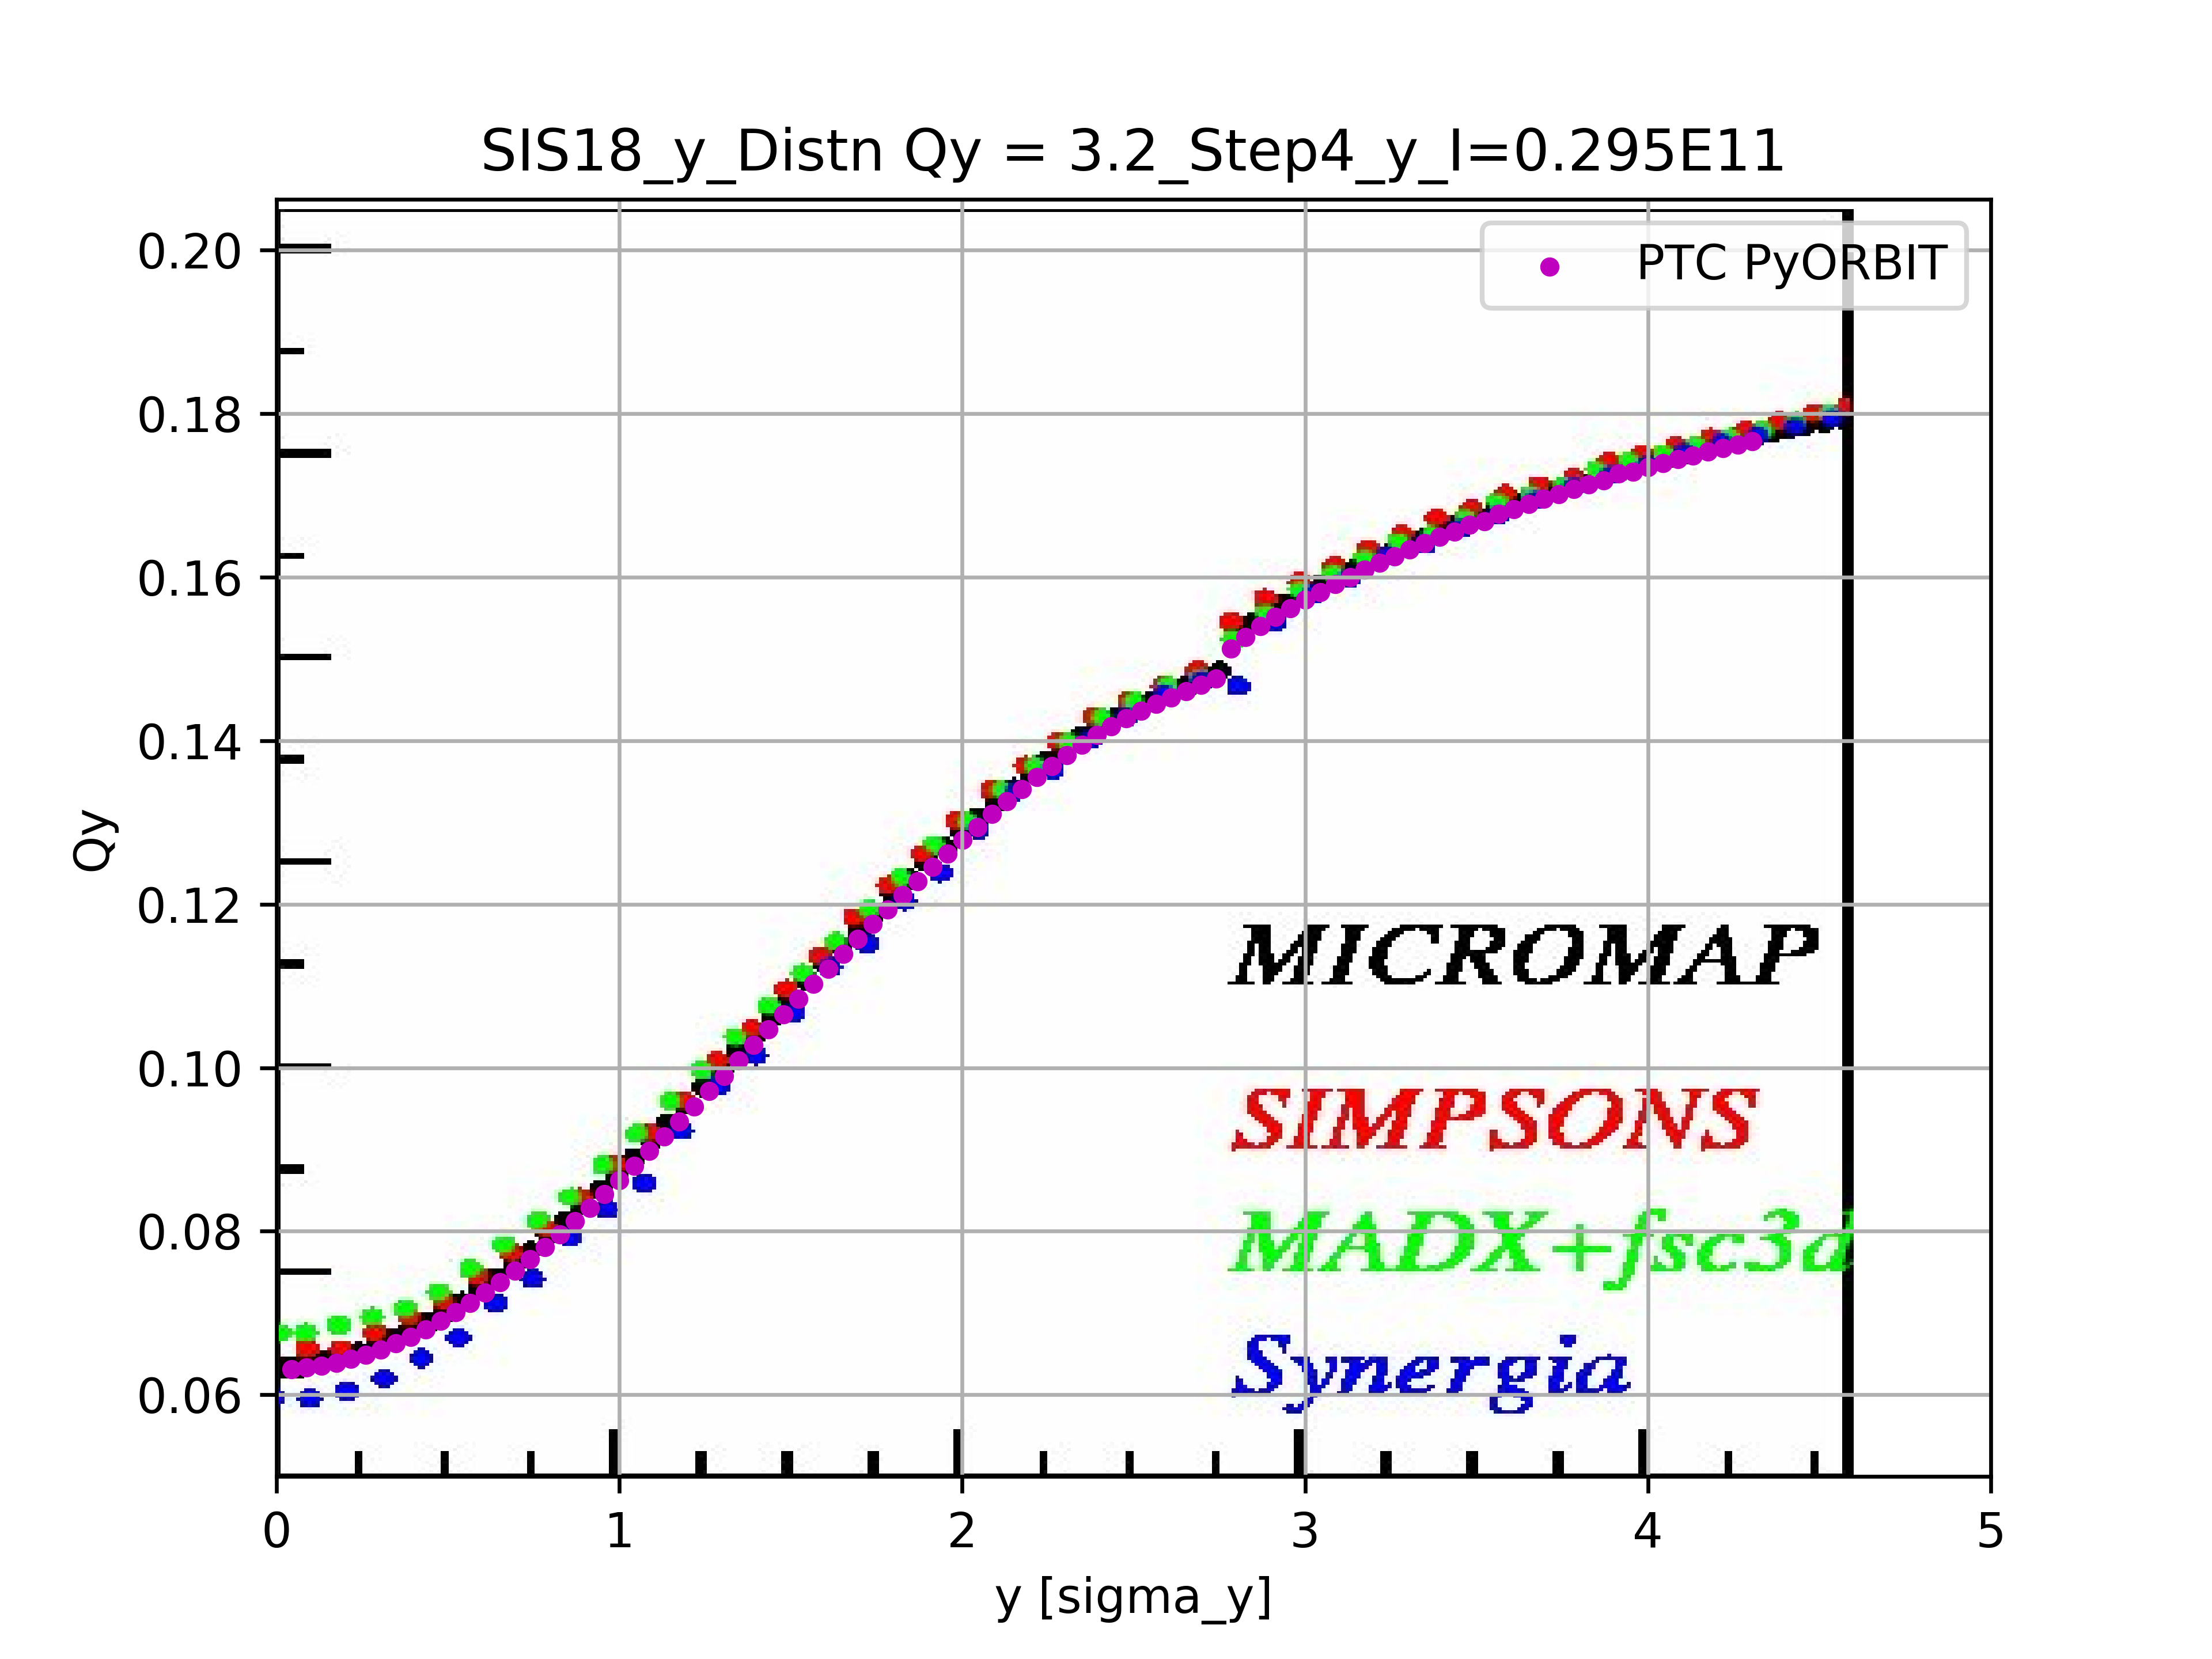 SIS18_y_Distn Qy = 3.2_Step4_y_I=0.295E11
PTC PyORBIT
0.20
0.18
0.16
0.14
0.12
0.10
0.08
0.06
Qy
MICROMAP
SIMPSONS
MADX+fsc3d
Synergia
0 1 2 3 4 5
y [sigma_y]